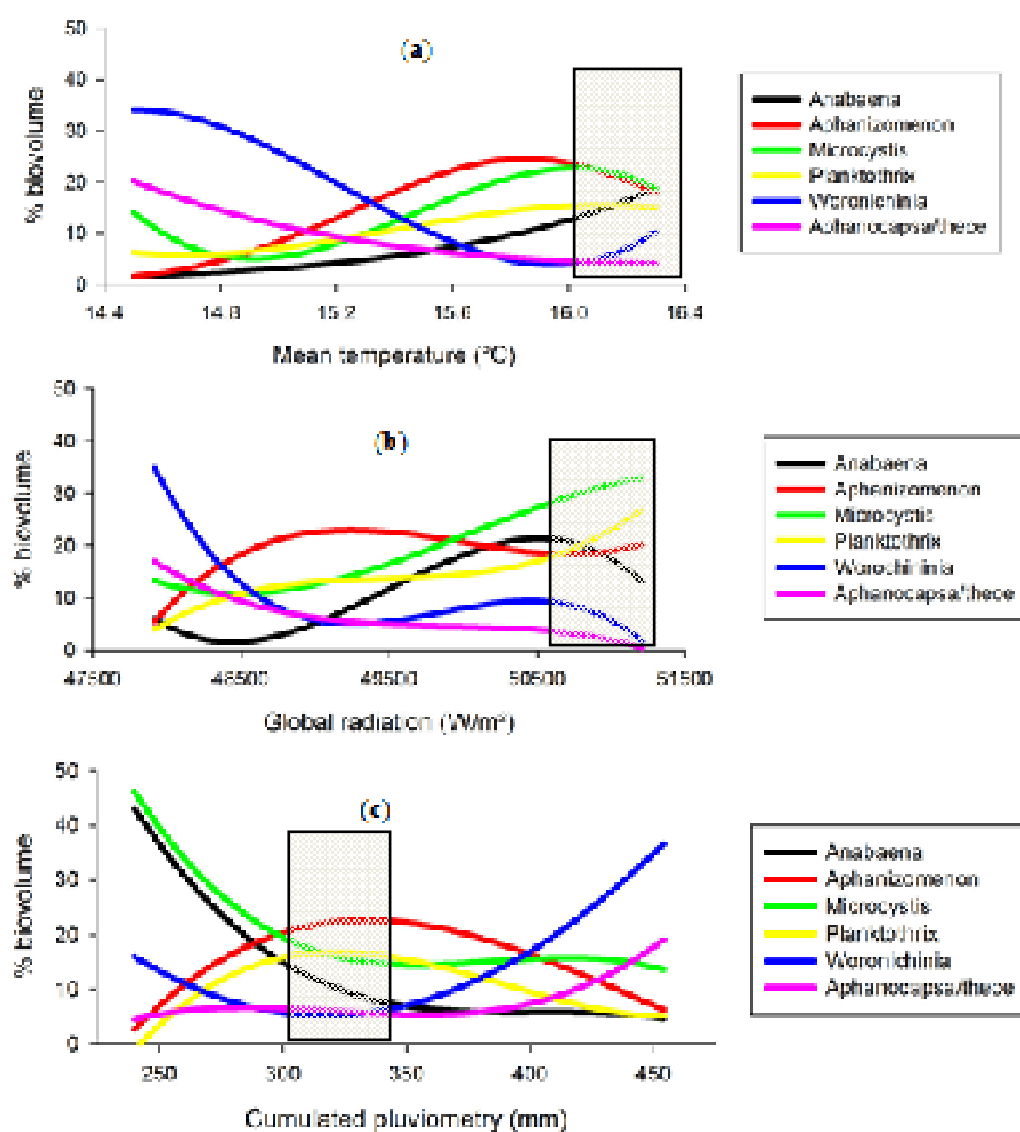 (a)
50
40
30
20
10
0
% biovolume
14.4 14.8 15.2 15.6 16.0 16.4
Mean temperature (°C)
Anabaena
Aphanizomenon
Microcystis
Planktothrix
Woronichinia
Aphanocapsa/thece
(b)
50
40
30
20
10
0
% biovolume
47500 48500 49500 50500 51500
Global radiation (W/m²)
Anabaena
Aphanizomenon
Microcystis
Planktothrix
Woronichinia
Aphanocapsa/thece
(c)
50
40
30
20
10
0
% biovolume
250 300 350 400 450
Cumulated pluviometry (mm)
Anabaena
Aphanizomenon
Microcystis
Planktothrix
Woronichinia
Aphanocapsa/thece